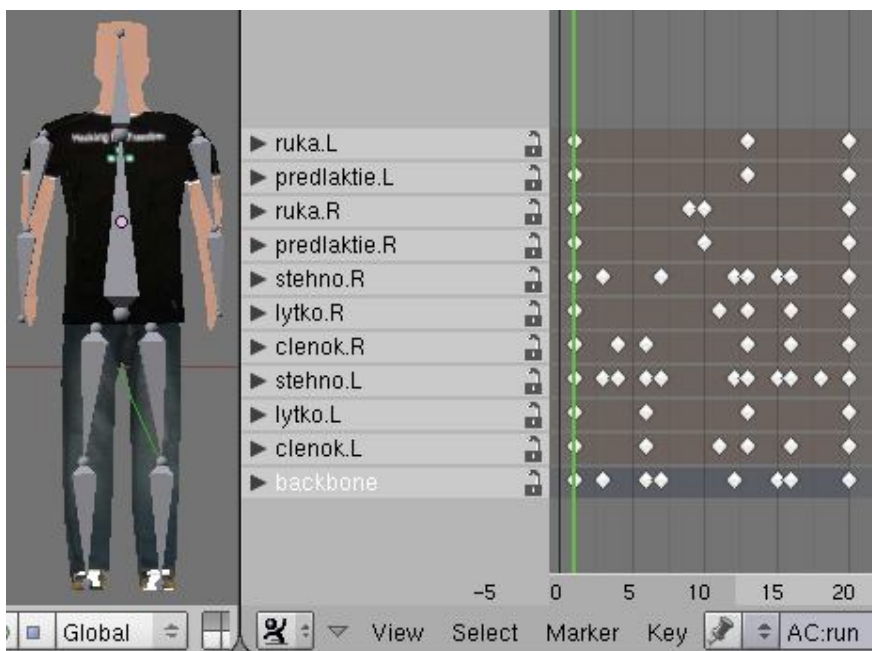 ruka.L
predlaktie.L
ruka.R
predlaktie.R
stehno.R
lytko.R
clenok.R
stehno.L
lytko.L
clenok.L
backbone
-5 0 5 10 15 20
Global View Select Marker Key AC:run